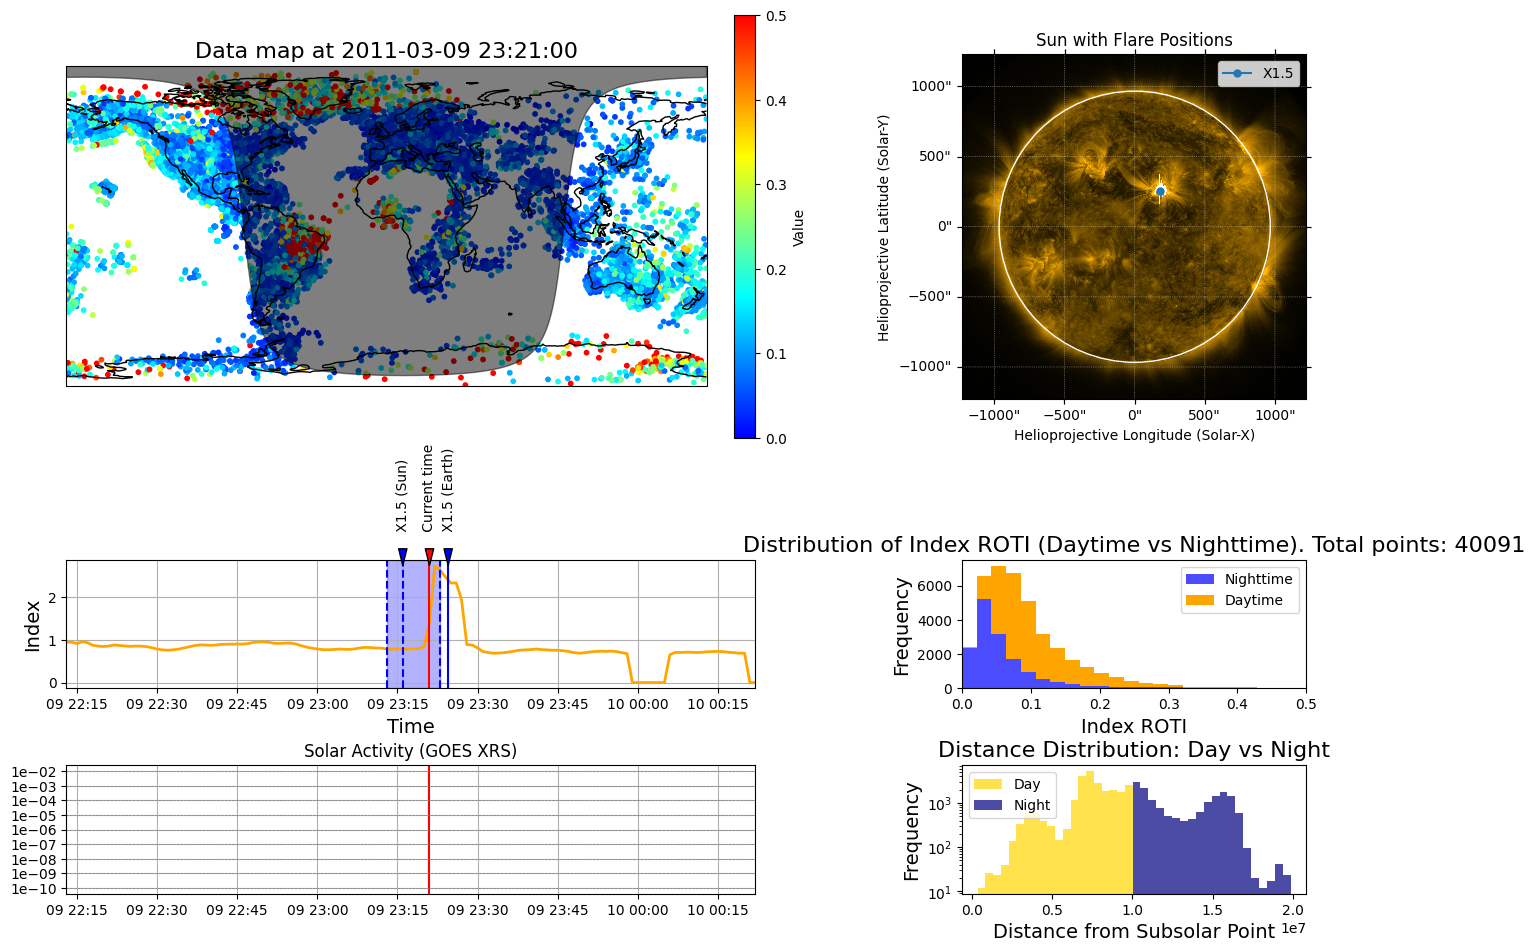 Data map at 2011-03-09 23:21:00
0.5
0.4
0.3
0.2
0.1
0.0
Value
Sun with Flare Positions
X1.5
1000"
500"
0"
−500"
−1000"
Helioprojective Latitude (Solar-Y)
−1000" −500" 0" 500" 1000"
Helioprojective Longitude (Solar-X)
X1.5 (Sun)
Current time
X1.5 (Earth)
Index
2
1
0
09 22:15 09 22:30 09 22:45 09 23:00 09 23:15 09 23:30 09 23:45 10 00:00 10 00:15
Time
Distribution of Index ROTI (Daytime vs Nighttime). Total points: 40091
Frequency
6000
4000
2000
0
Nighttime
Daytime
0.0 0.1 0.2 0.3 0.4 0.5
Index ROTI
Solar Activity (GOES XRS)
1e−02
1e−03
1e−04
1e−05
1e−06
1e−07
1e−08
1e−09
1e−10
09 22:15 09 22:30 09 22:45 09 23:00 09 23:15 09 23:30 09 23:45 10 00:00 10 00:15
Distance Distribution: Day vs Night
Frequency
10³
10²
10¹
Day
Night
0.0 0.5 1.0 1.5 2.0
1e7
Distance from Subsolar Point